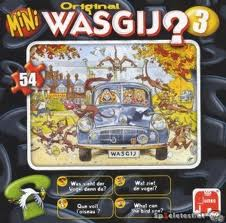 Original
mini WASGIJ? 3
54
WASGIJ
Was sieht der Vogel denn da?
Wat ziet de vogel?
Que voit l'oiseau ?
What can the bird see?
Jumbo